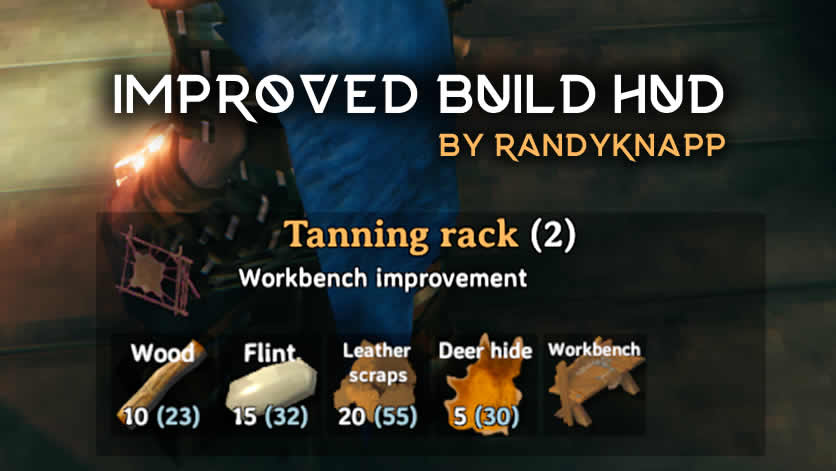 IMPROVED BUILD HUD
BY RANDYKNAPP
Tanning rack (2)
Workbench improvement
Wood
10 (23)
Flint
15 (32)
Leather
scraps
20 (55)
Deer hide
5 (30)
Workbench